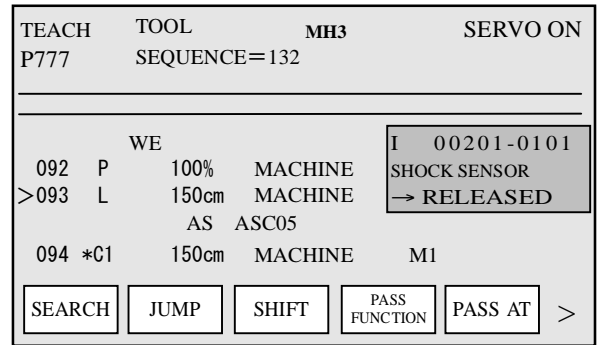 TEACH TOOL MH3 SERVO ON
P777 SEQUENCE=132
WE
I 00201-0101
SHOCK SENSOR
→ RELEASED
092 P 100% MACHINE
>093 L 150cm MACHINE
AS ASC05
094 *C1 150cm MACHINE M1
SEARCH JUMP SHIFT PASS FUNCTION PASS AT >